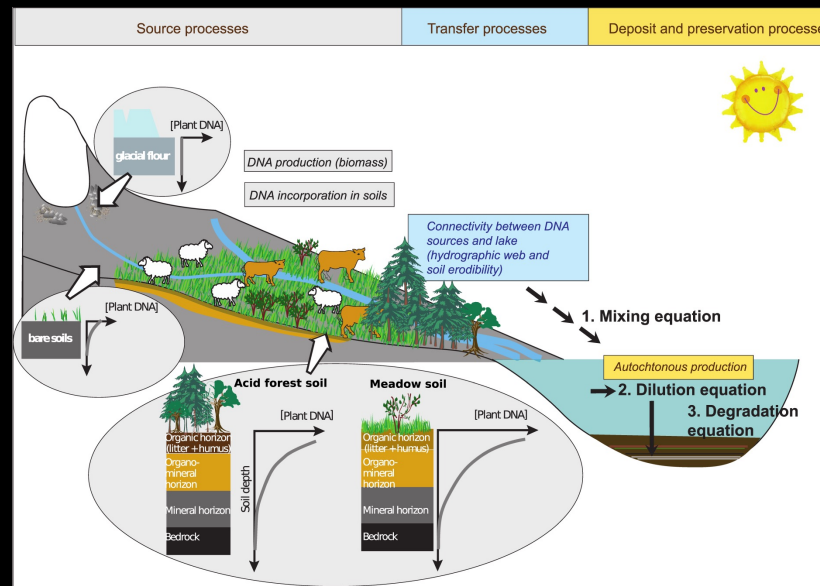 Source processes
Transfer processes
Deposit and preservation processe
[Plant DNA]
glacial flour
DNA production (biomass)
DNA incorporation in soils
Connectivity between DNA
sources and lake
(hydrographic web and
soil erodibility)
[Plant DNA]
bare soils
1. Mixing equation
Autochtonous production
2. Dilution equation
3. Degradation
equation
Acid forest soil
Meadow soil
[Plant DNA]
[Plant DNA]
Organic horizon
(litter + humus)
Organo-
mineral
horizon
Mineral horizon
Bedrock
Soil depth
Organic horizon
(litter + humus)
Organo-
mineral
horizon
Mineral horizon
Bedrock